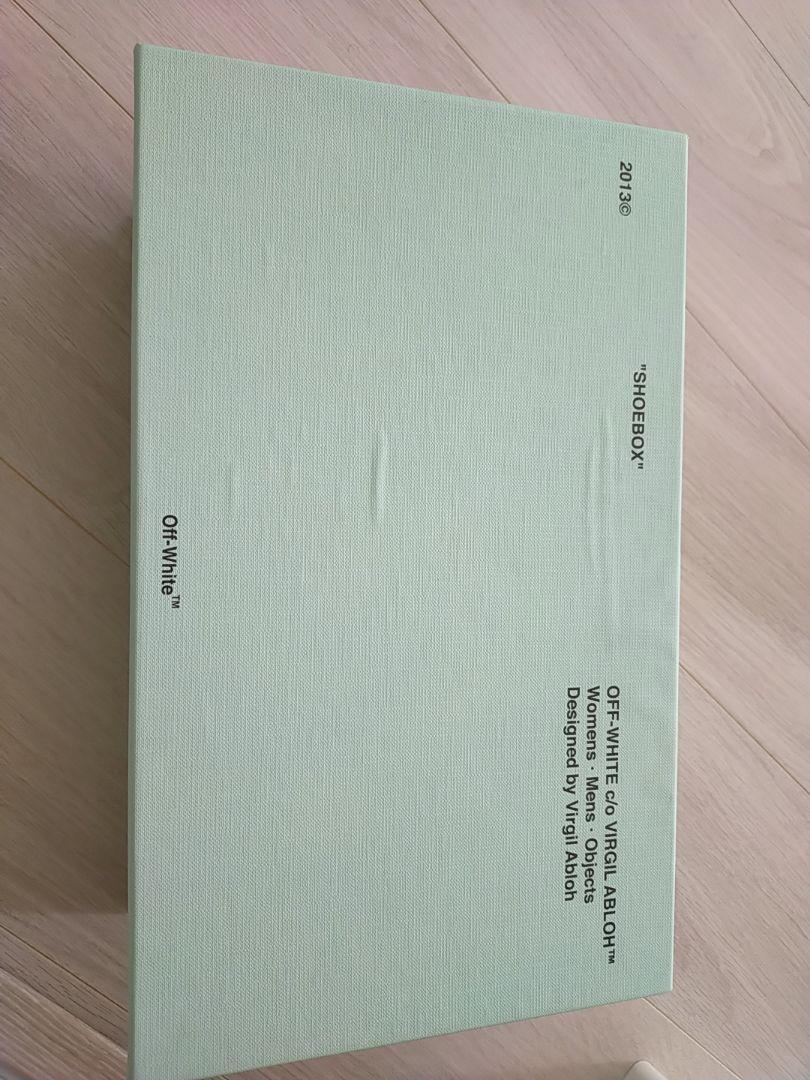 2013©
"SHOEBOX"
OFF-WHITE c/o VIRGIL ABLOH™
Womens · Mens · Objects
Designed by Virgil Abloh
Off-White™